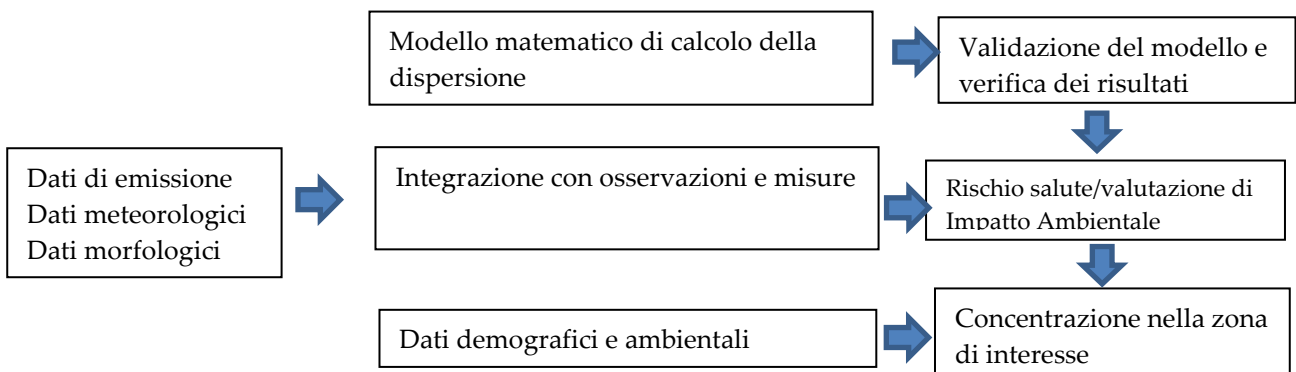 Modello matematico di calcolo della
dispersione
Validazione del modello e
verifica dei risultati
Dati di emissione
Dati meteorologici
Dati morfologici
Integrazione con osservazioni e misure
Rischio salute/valutazione di
Impatto Ambientale
Dati demografici e ambientali
Concentrazione nella zona
di interesse